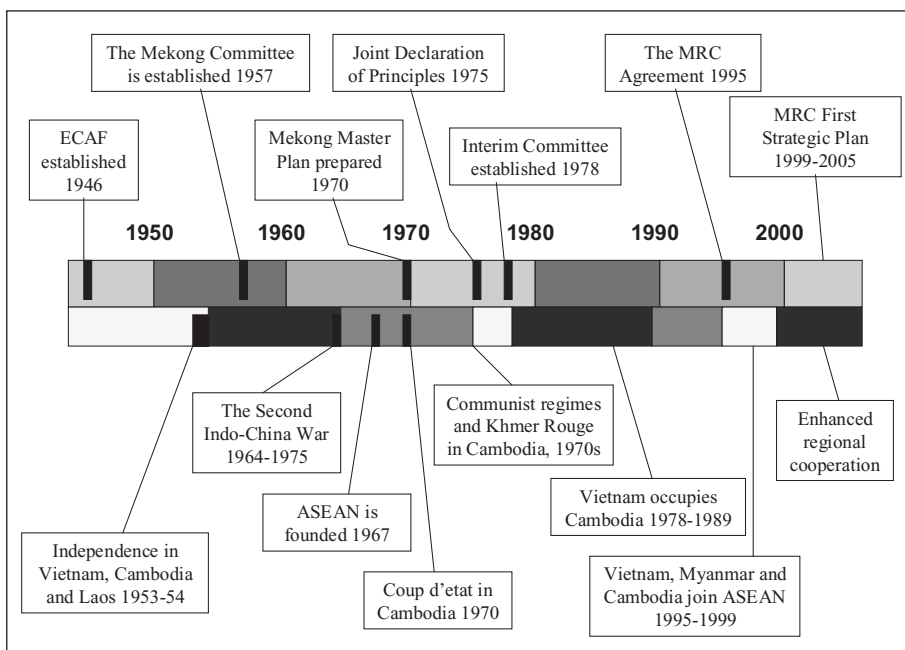 The Mekong Committee
is established 1957
Joint Declaration
of Principles 1975
The MRC
Agreement 1995
ECAF
established
1946
Mekong Master
Plan prepared
1970
Interim Committee
established 1978
MRC First
Strategic Plan
1999-2005
1950 1960 1970 1980 1990 2000
The Second
Indo-China War
1964-1975
Communist regimes
and Khmer Rouge
in Cambodia, 1970s
Enhanced
regional
cooperation
ASEAN is
founded 1967
Vietnam occupies
Cambodia 1978-1989
Independence in
Vietnam, Cambodia
and Laos 1953-54
Coup d’etat in
Cambodia 1970
Vietnam, Myanmar and
Cambodia join ASEAN
1995-1999